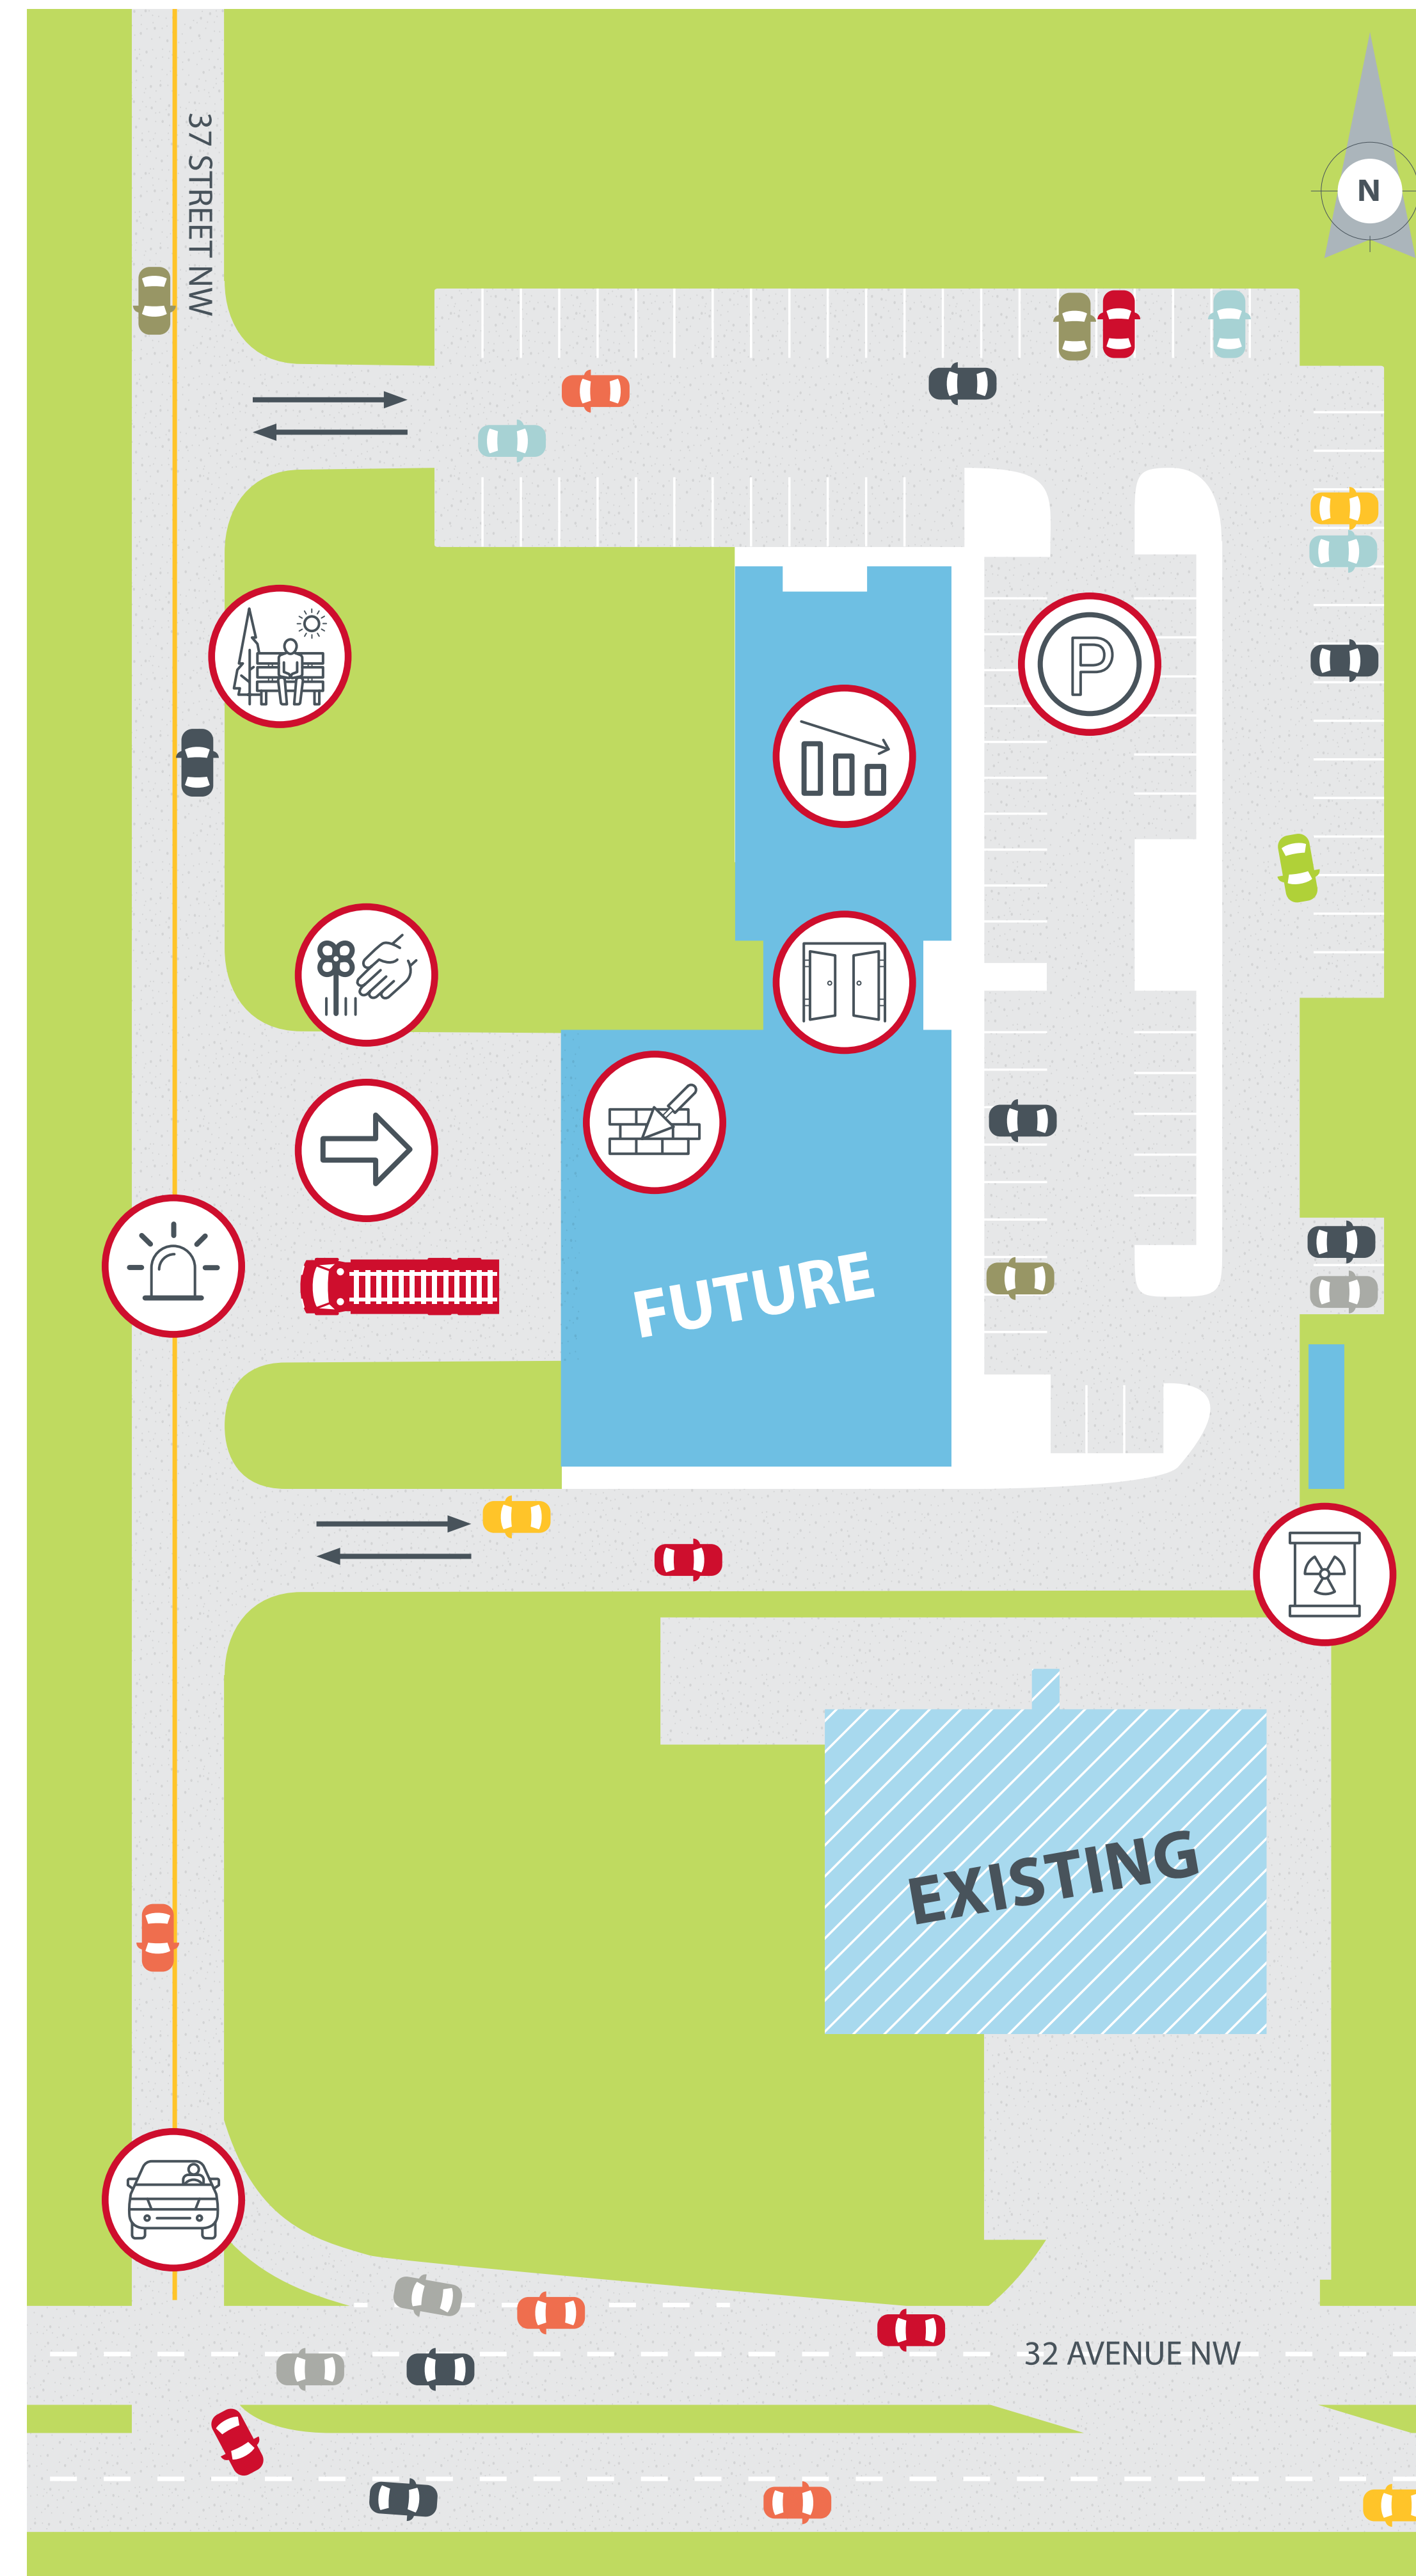 37 STREET NW
N
P
FUTURE
EXISTING
32 AVENUE NW